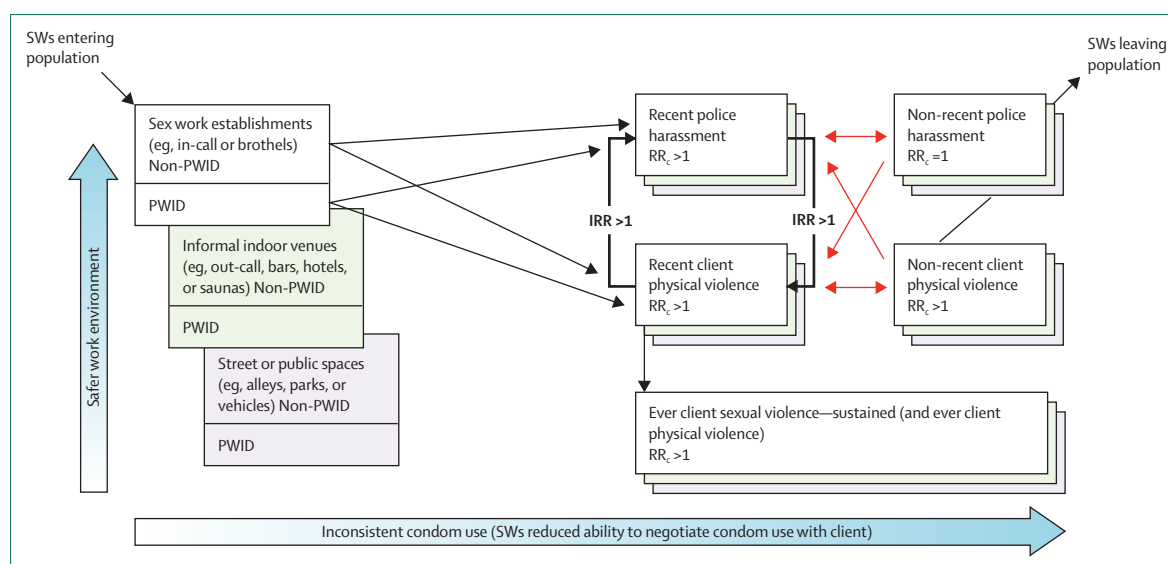 SWs entering
population
Sex work establishments
(eg, in-call or brothels)
Non-PWID
PWID
Informal indoor venues
(eg, out-call, bars, hotels,
or saunas) Non-PWID
PWID
Street or public spaces
(eg, alleys, parks, or
vehicles) Non-PWID
PWID
Safer work environment
Recent police
harassment
RRc >1
IRR >1
IRR >1
Recent client
physical violence
RRc >1
Non-recent police
harassment
RRc =1
Non-recent client
physical violence
RRc >1
SWs leaving
population
Ever client sexual violence—sustained (and ever client
physical violence)
RRc >1
Inconsistent condom use (SWs reduced ability to negotiate condom use with client)